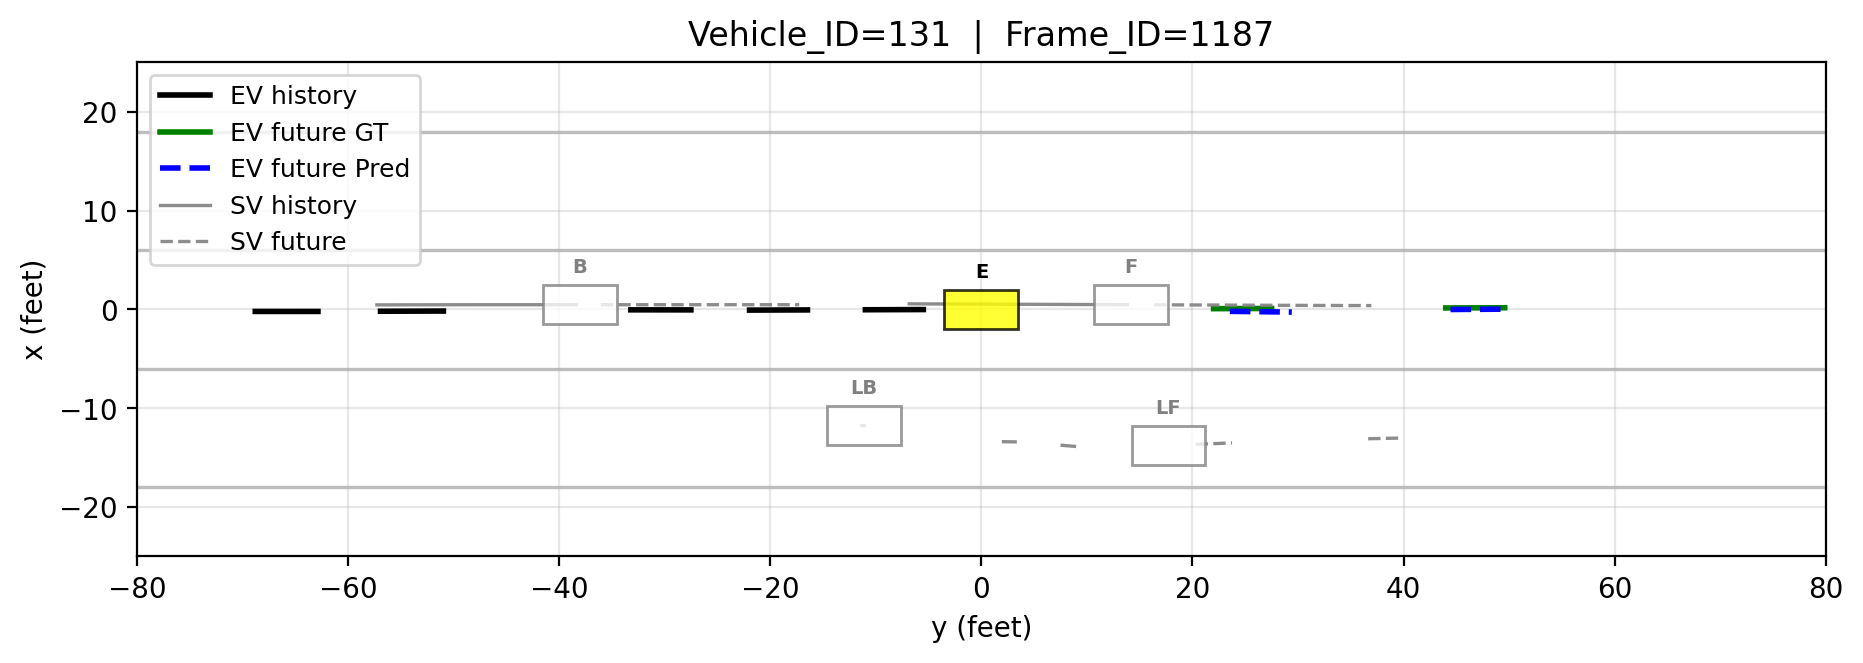 Vehicle_ID=131 | Frame_ID=1187
EV history
EV future GT
EV future Pred
SV history
SV future
20
10
0
−10
−20
x (feet)
B
E
F
LB
LF
−80
−60
−40
−20
0
20
40
60
80
y (feet)